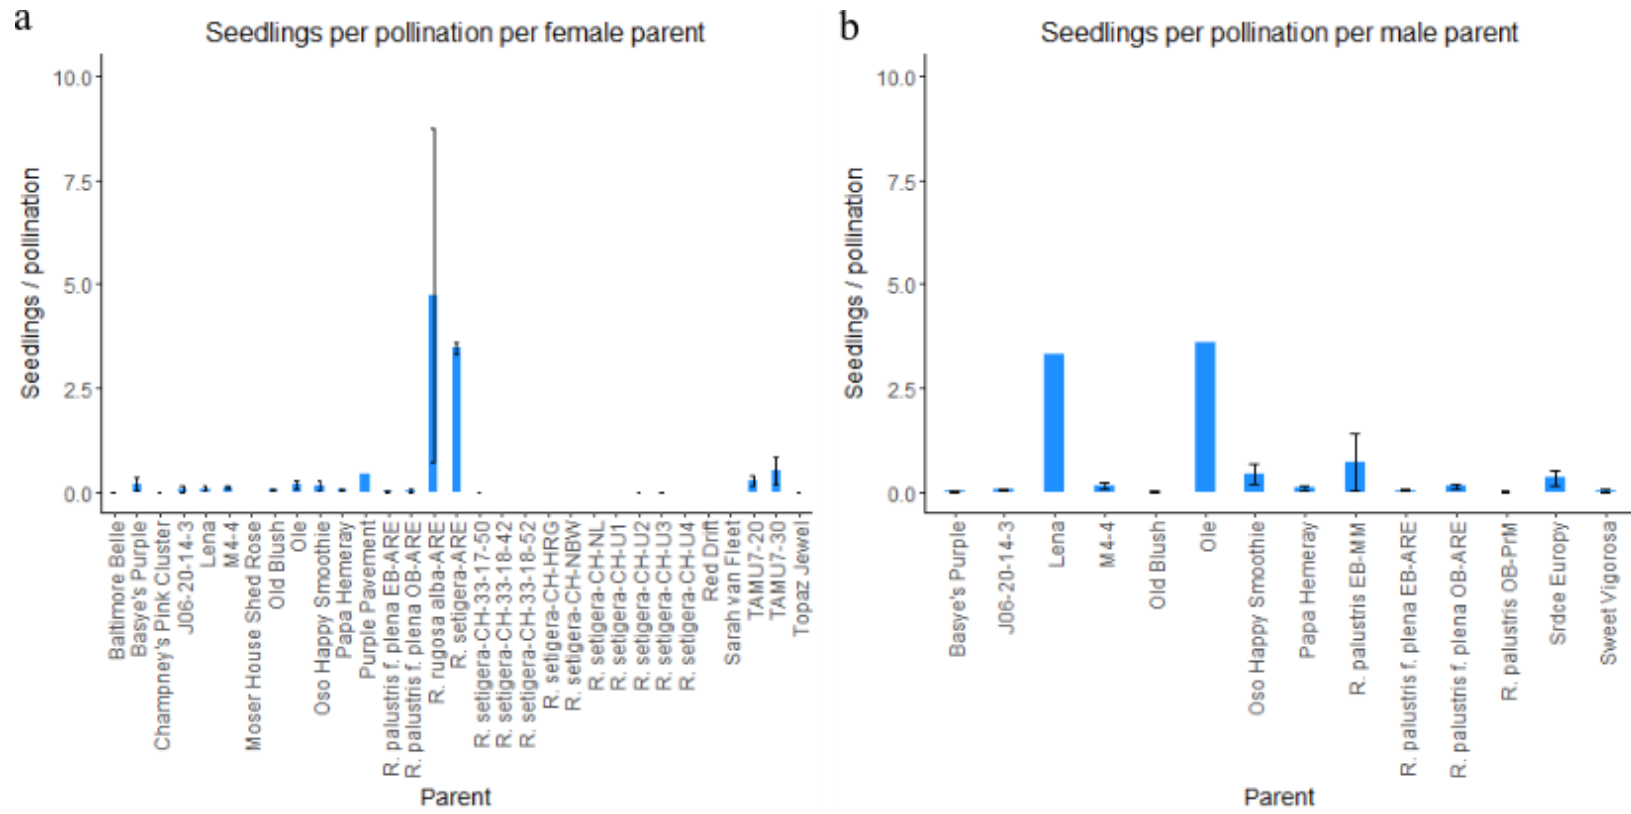 a
Seedlings per pollination per female parent
Seedlings / pollination
10.0
7.5
5.0
2.5
0.0
Baltimore Belle
Basye's Purple
Champney's Pink Cluster
J06-20-14-3
Lena
M4-4
Moser House Shed Rose
Old Blush
Ole
Oso Happy Smoothie
Papa Hemeray
Purple Pavement
R. palustris f. plena EB-ARE
R. palustris f. plena OB-ARE
R. rugosa alba-ARE
R. setigera-ARE
R. setigera-CH-33-17-50
R. setigera-CH-33-18-42
R. setigera-CH-33-18-52
R. setigera-CH-HRG
R. setigera-CH-NBW
R. setigera-CH-NL
R. setigera-CH-U1
R. setigera-CH-U2
R. setigera-CH-U3
R. setigera-CH-U4
Red Drift
Sarah van Fleet
TAMU7-20
TAMU7-30
Topaz Jewel
Parent
b
Seedlings per pollination per male parent
Seedlings / pollination
10.0
7.5
5.0
2.5
0.0
Basye's Purple
J06-20-14-3
Lena
M4-4
Old Blush
Ole
Oso Happy Smoothie
Papa Hemeray
R. palustris EB-MM
R. palustris f. plena EB-ARE
R. palustris f. plena OB-ARE
R. palustris OB-PrM
Srdce Europy
Sweet Vigorosa
Parent